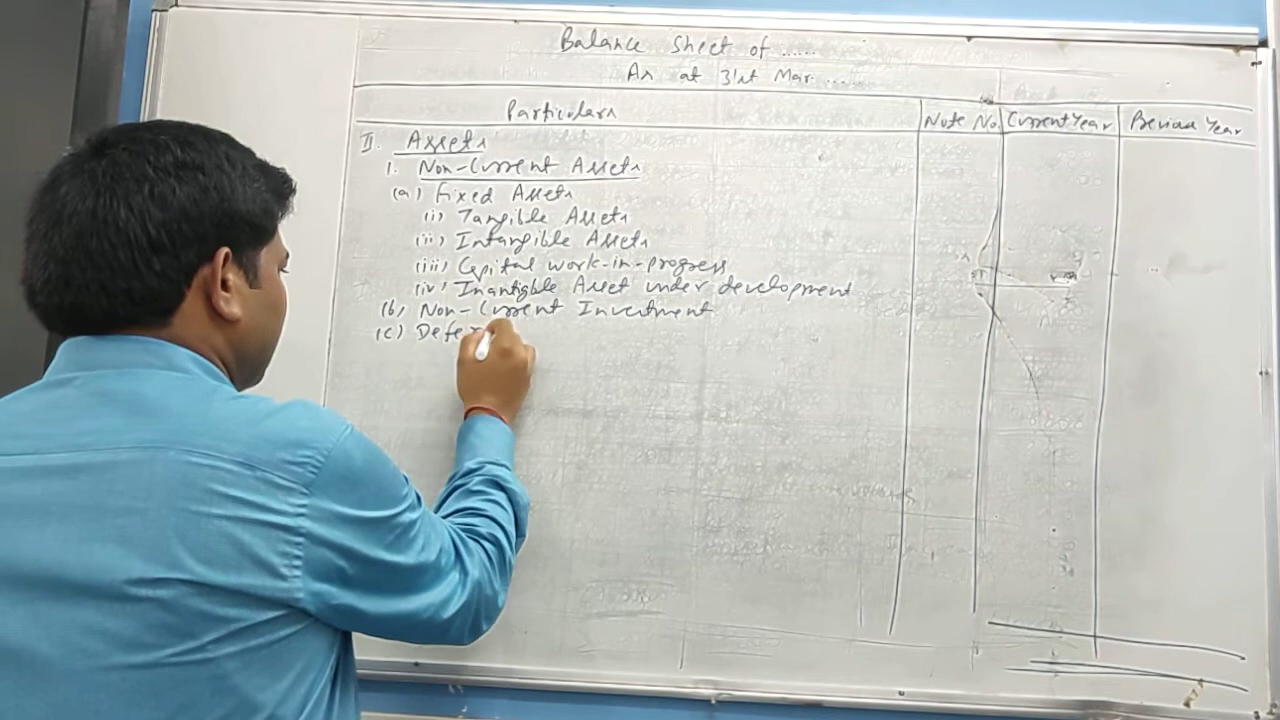 Balance Sheet of ......
As at 31st Mar. ......
Particulars Note No. Current Year Previous Year
II. Assets
1. Non-Current Assets
(a) Fixed Assets
(i) Tangible Assets
(ii) Intangible Assets
(iii) Capital work-in-progress
(iv) Inantigble Asset under development
(b) Non-Current Investment
(c) Defer